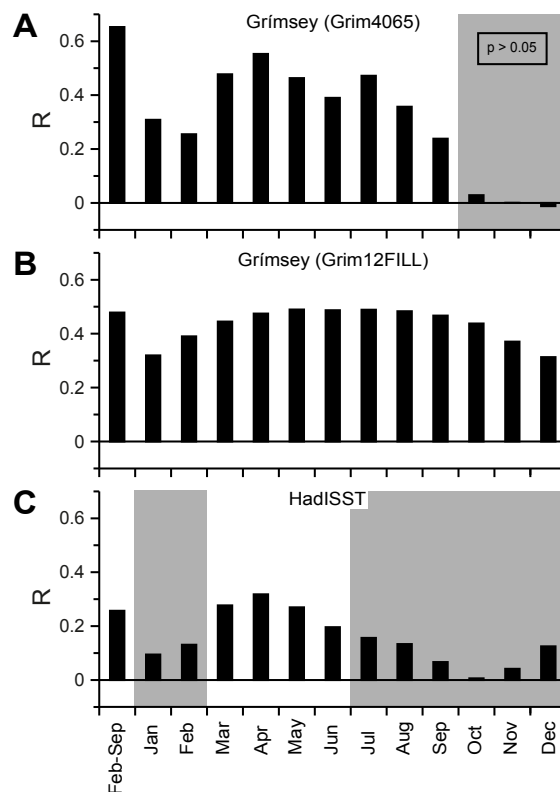 A
Grímsey (Grim4065)
p > 0.05
0.6
0.4
0.2
0
R
B
Grímsey (Grim12FILL)
0.6
0.4
0.2
0
R
C
HadISST
0.6
0.4
0.2
0
R
Feb-Sep Jan Feb Mar Apr May Jun Jul Aug Sep Oct Nov Dec